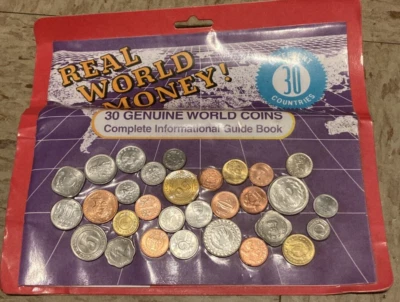 REAL
WORLD
MONEY!
30
COUNTRIES
30 GENUINE WORLD COINS
Complete Informational Guide Book